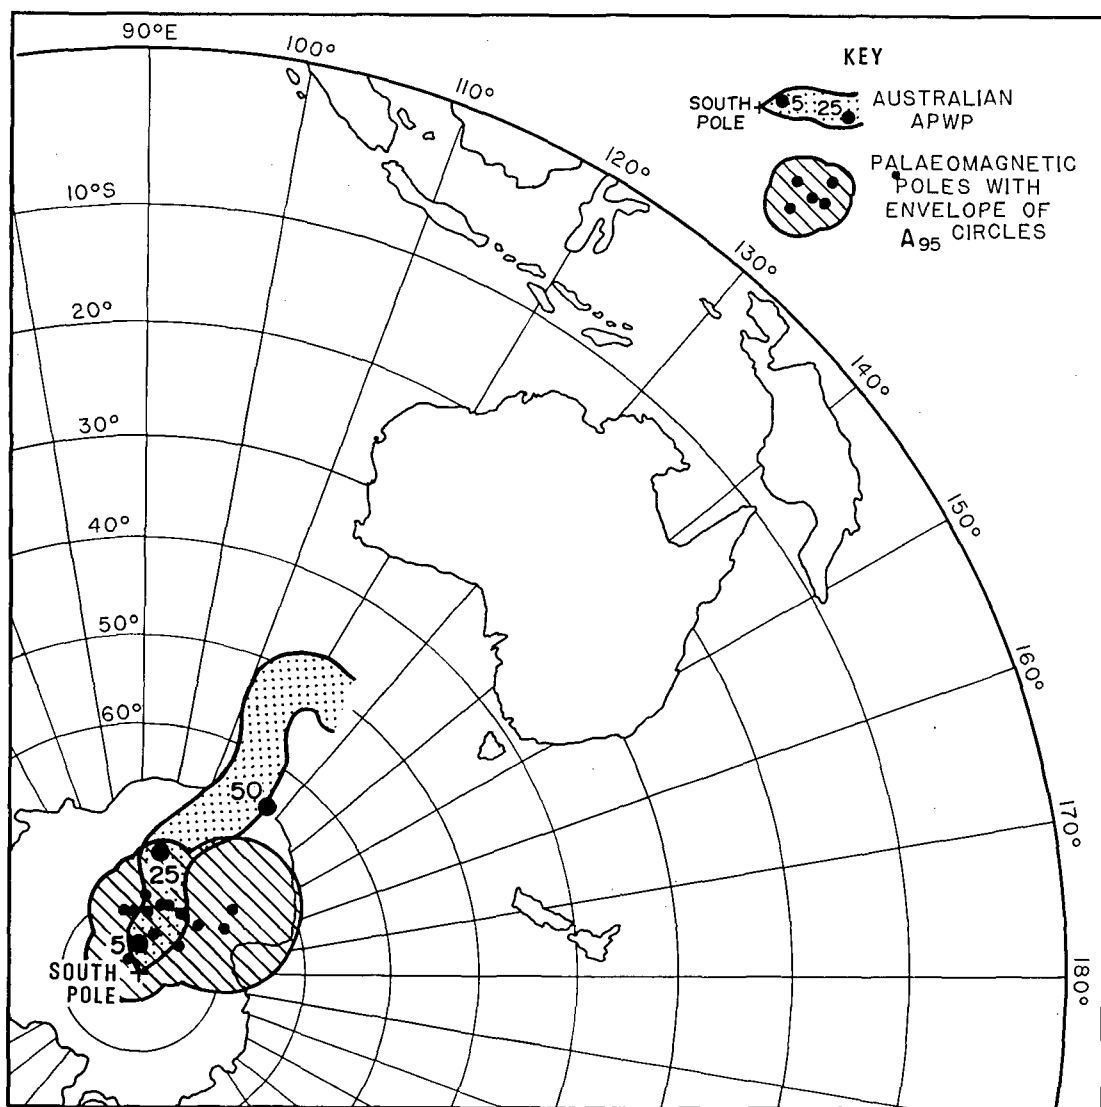 90°E
100°
110°
120°
130°
140°
150°
160°
170°
180°
10°S
20°
30°
40°
50°
60°
KEY
SOUTH
POLE
5
25
AUSTRALIAN
APWP
PALAEOMAGNETIC
POLES WITH
ENVELOPE OF
A95 CIRCLES
50
25
5
SOUTH
POLE